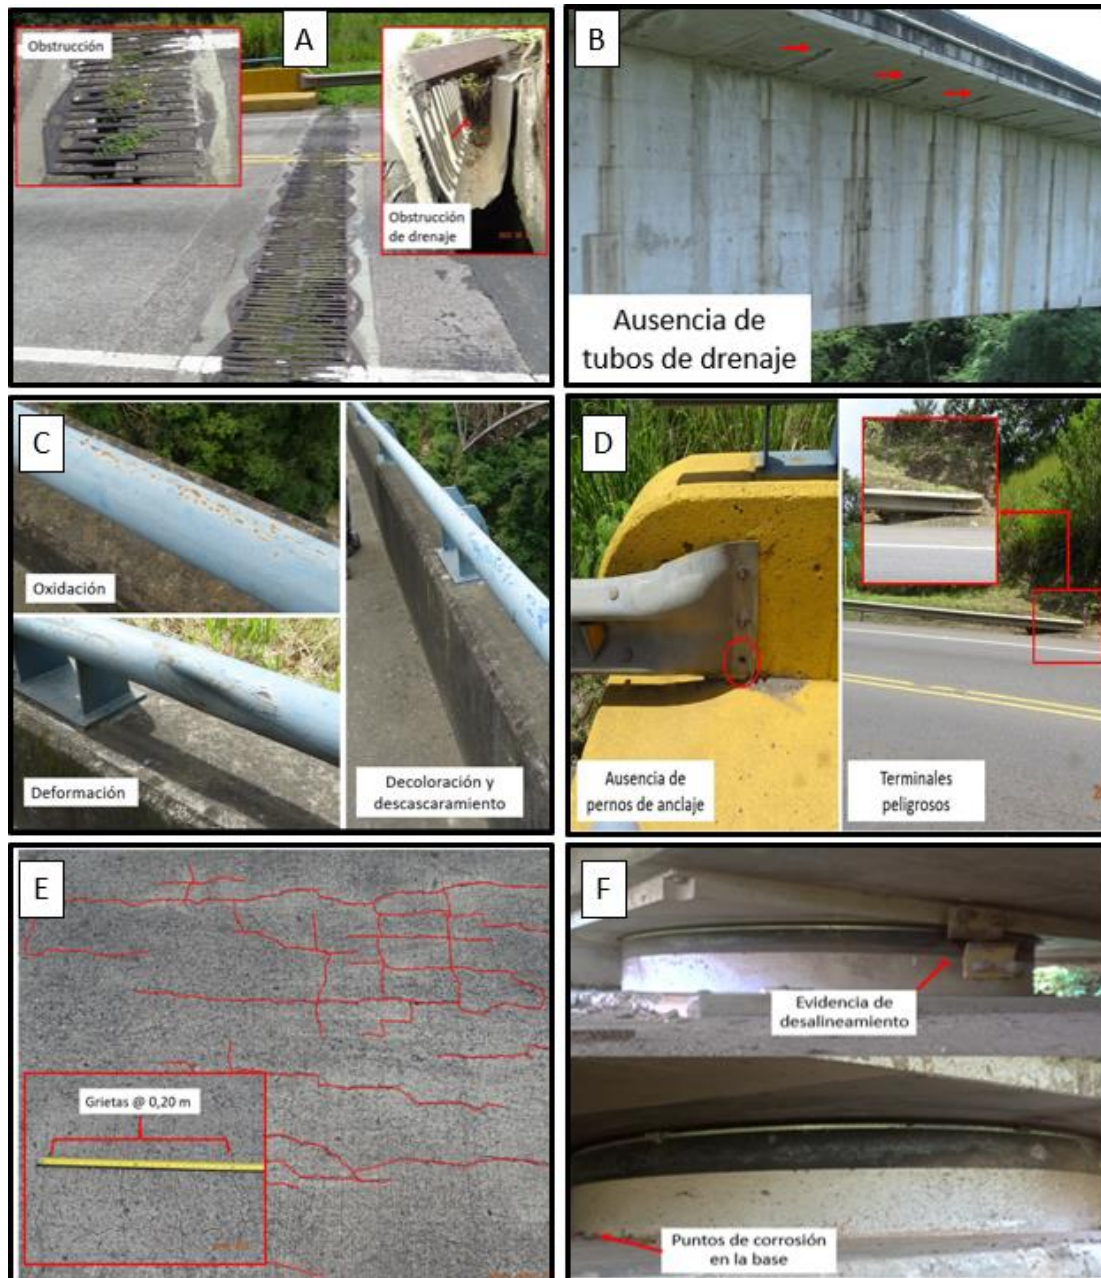 A
Obstrucción
Obstrucción
de drenaje
B
Ausencia de
tubos de drenaje
C
Oxidación
Deformación
Decoloración y
descascaramiento
D
Ausencia de
pernos de anclaje
Terminales
peligrosos
E
Grietas @ 0,20 m
F
Evidencia de
desalineamiento
Puntos de corrosión
en la base